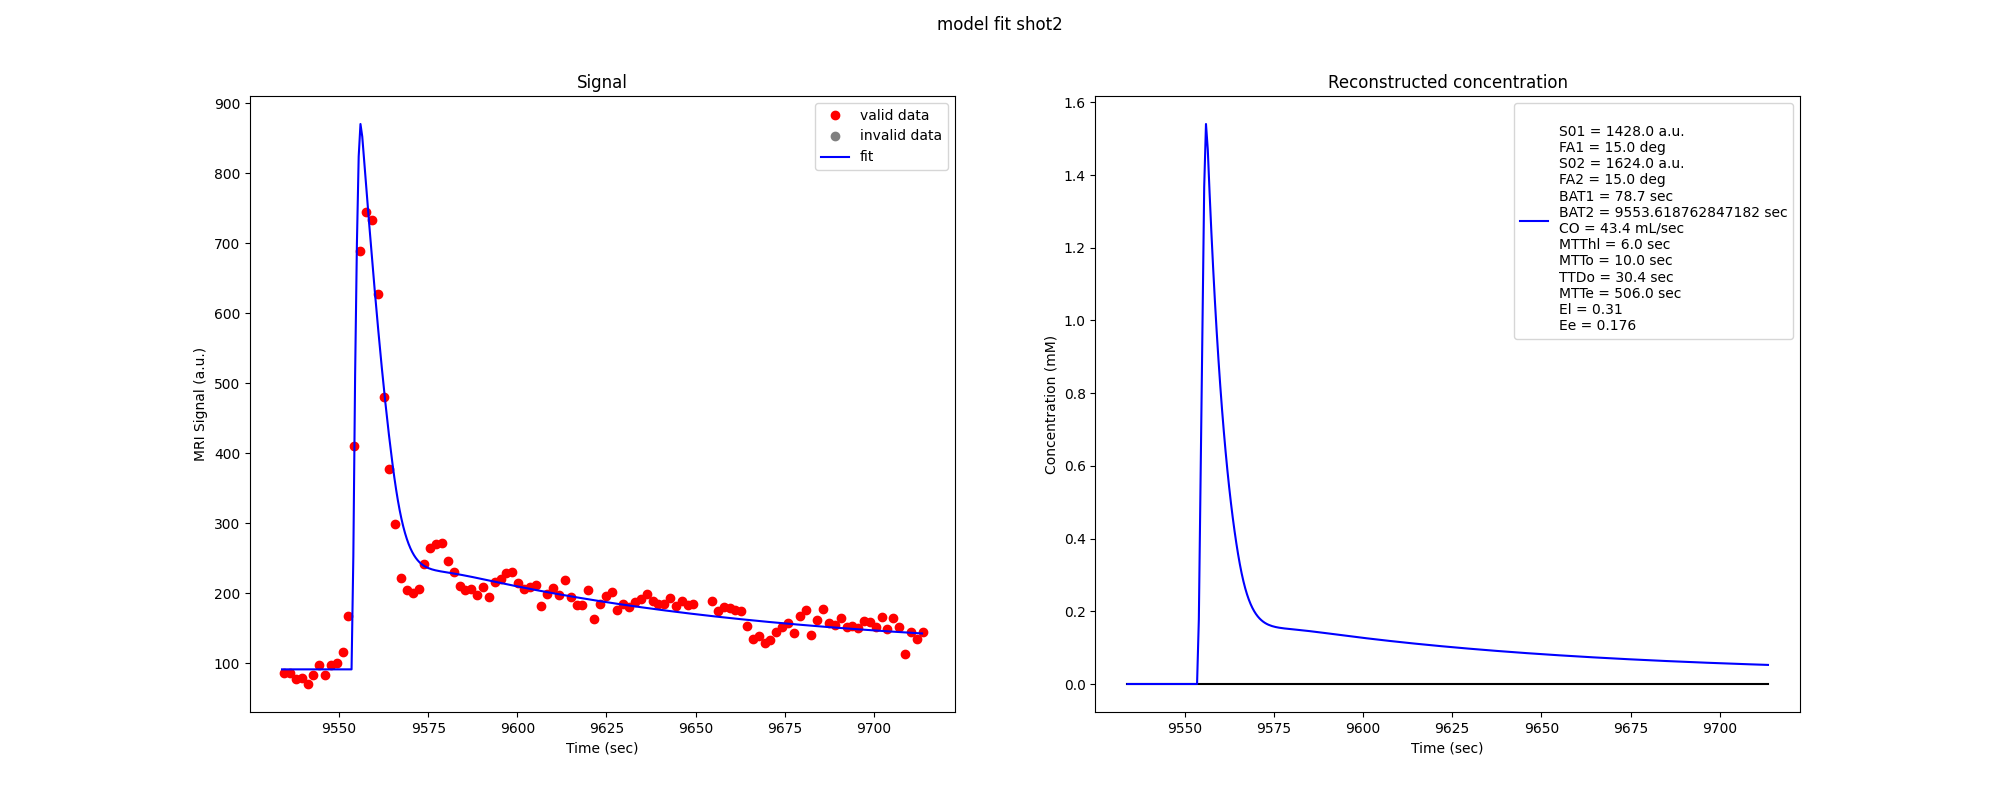 model fit shot2
Signal
900
800
700
600
500
400
300
200
100
MRI Signal (a.u.)
valid data
invalid data
fit
9550
9575
9600
9625
9650
9675
9700
Time (sec)
Reconstructed concentration
1.6
1.4
1.2
1.0
0.8
0.6
0.4
0.2
0.0
Concentration (mM)
S01 = 1428.0 a.u.
FA1 = 15.0 deg
S02 = 1624.0 a.u.
FA2 = 15.0 deg
BAT1 = 78.7 sec
BAT2 = 9553.618762847182 sec
CO = 43.4 mL/sec
MTThl = 6.0 sec
MTTo = 10.0 sec
TTDo = 30.4 sec
MTTe = 506.0 sec
El = 0.31
Ee = 0.176
9550
9575
9600
9625
9650
9675
9700
Time (sec)